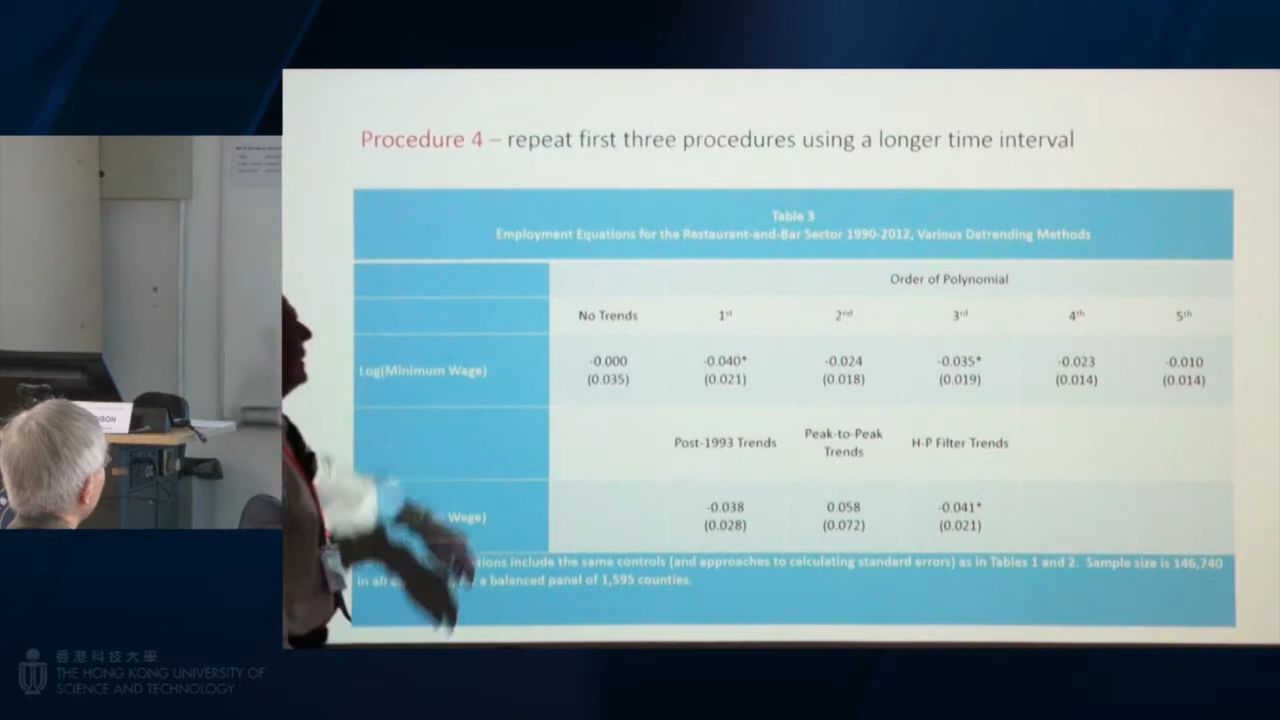 Procedure 4 – repeat first three procedures using a longer time interval
Table 3
Employment Equations for the Restaurant-and-Bar Sector 1990-2012, Various Detrending Methods
Order of Polynomial
No Trends 1st 2nd 3rd 4th 5th
Log(Minimum Wage)
-0.000 -0.040* -0.024 -0.035* -0.023 -0.010
(0.035) (0.021) (0.018) (0.019) (0.014) (0.014)
Post-1993 Trends Peak-to-Peak Trends H-P Filter Trends
Wage)
-0.038 0.058 -0.041*
(0.028) (0.072) (0.021)
include the same controls (and approaches to calculating standard errors) as in Tables 1 and 2. Sample size is 146,740
in all a balanced panel of 1,595 counties.
香港科技大學
THE HONG KONG UNIVERSITY OF
SCIENCE AND TECHNOLOGY